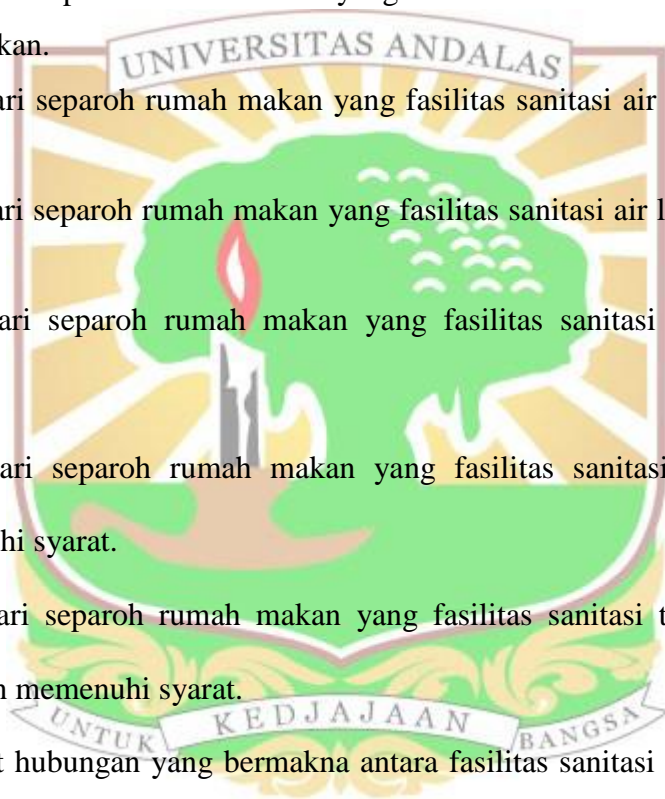 kan.
UNIVERSITAS ANDALAS
ari separoh rumah makan yang fasilitas sanitasi air
ari separoh rumah makan yang fasilitas sanitasi air l
ari separoh rumah makan yang fasilitas sanitasi
ari separoh rumah makan yang fasilitas sanitasi
hi syarat.
ari separoh rumah makan yang fasilitas sanitasi t
memenuhi syarat.
UNTUK KEDJAJAAN BANGSA
t hubungan yang bermakna antara fasilitas sanitasi